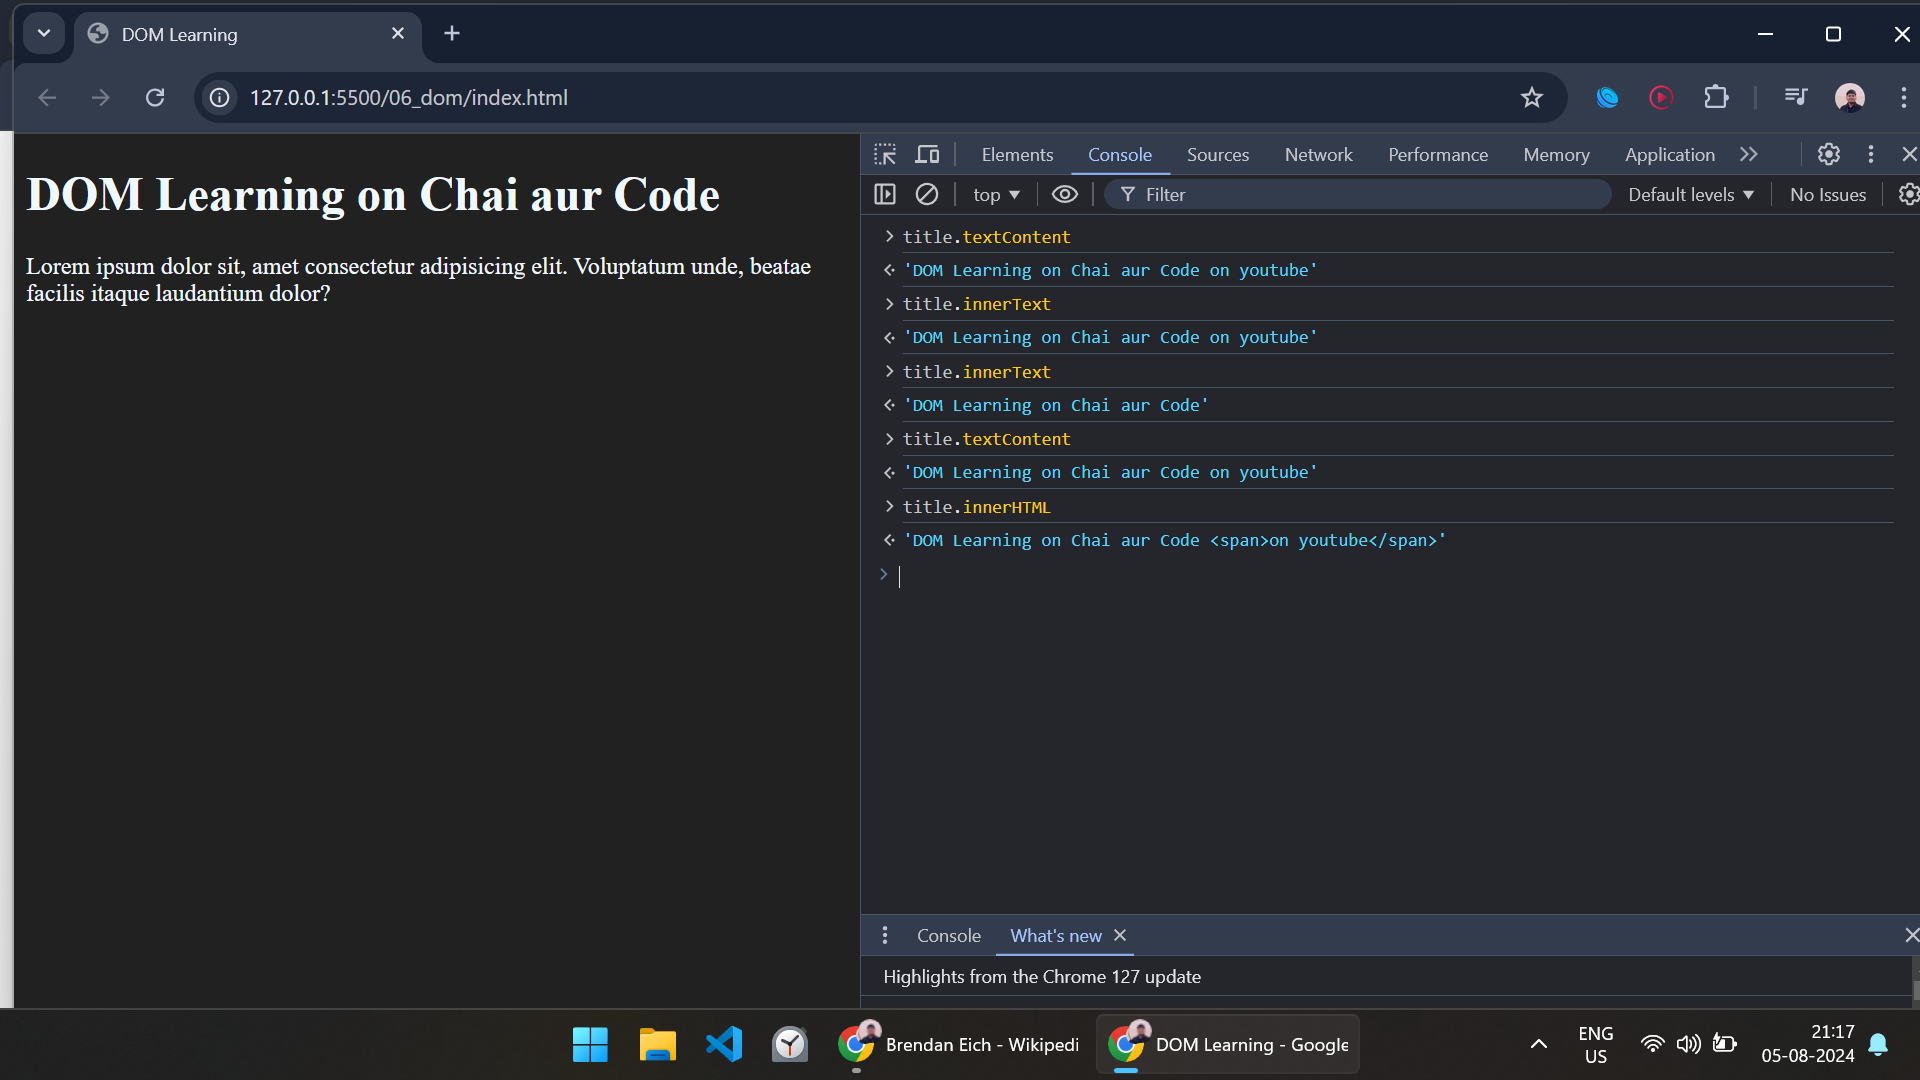 DOM Learning
127.0.0.1:5500/06_dom/index.html
DOM Learning on Chai aur Code
Lorem ipsum dolor sit, amet consectetur adipisicing elit. Voluptatum unde, beatae
facilis itaque laudantium dolor?
Elements Console Sources Network Performance Memory Application
top Filter Default levels No Issues
title.textContent
'DOM Learning on Chai aur Code on youtube'
title.innerText
'DOM Learning on Chai aur Code on youtube'
title.innerText
'DOM Learning on Chai aur Code'
title.textContent
'DOM Learning on Chai aur Code on youtube'
title.innerHTML
'DOM Learning on Chai aur Code <span>on youtube</span>'
Console What's new
Highlights from the Chrome 127 update
Brendan Eich - Wikipedi
DOM Learning - Google
ENG
US
21:17
05-08-2024